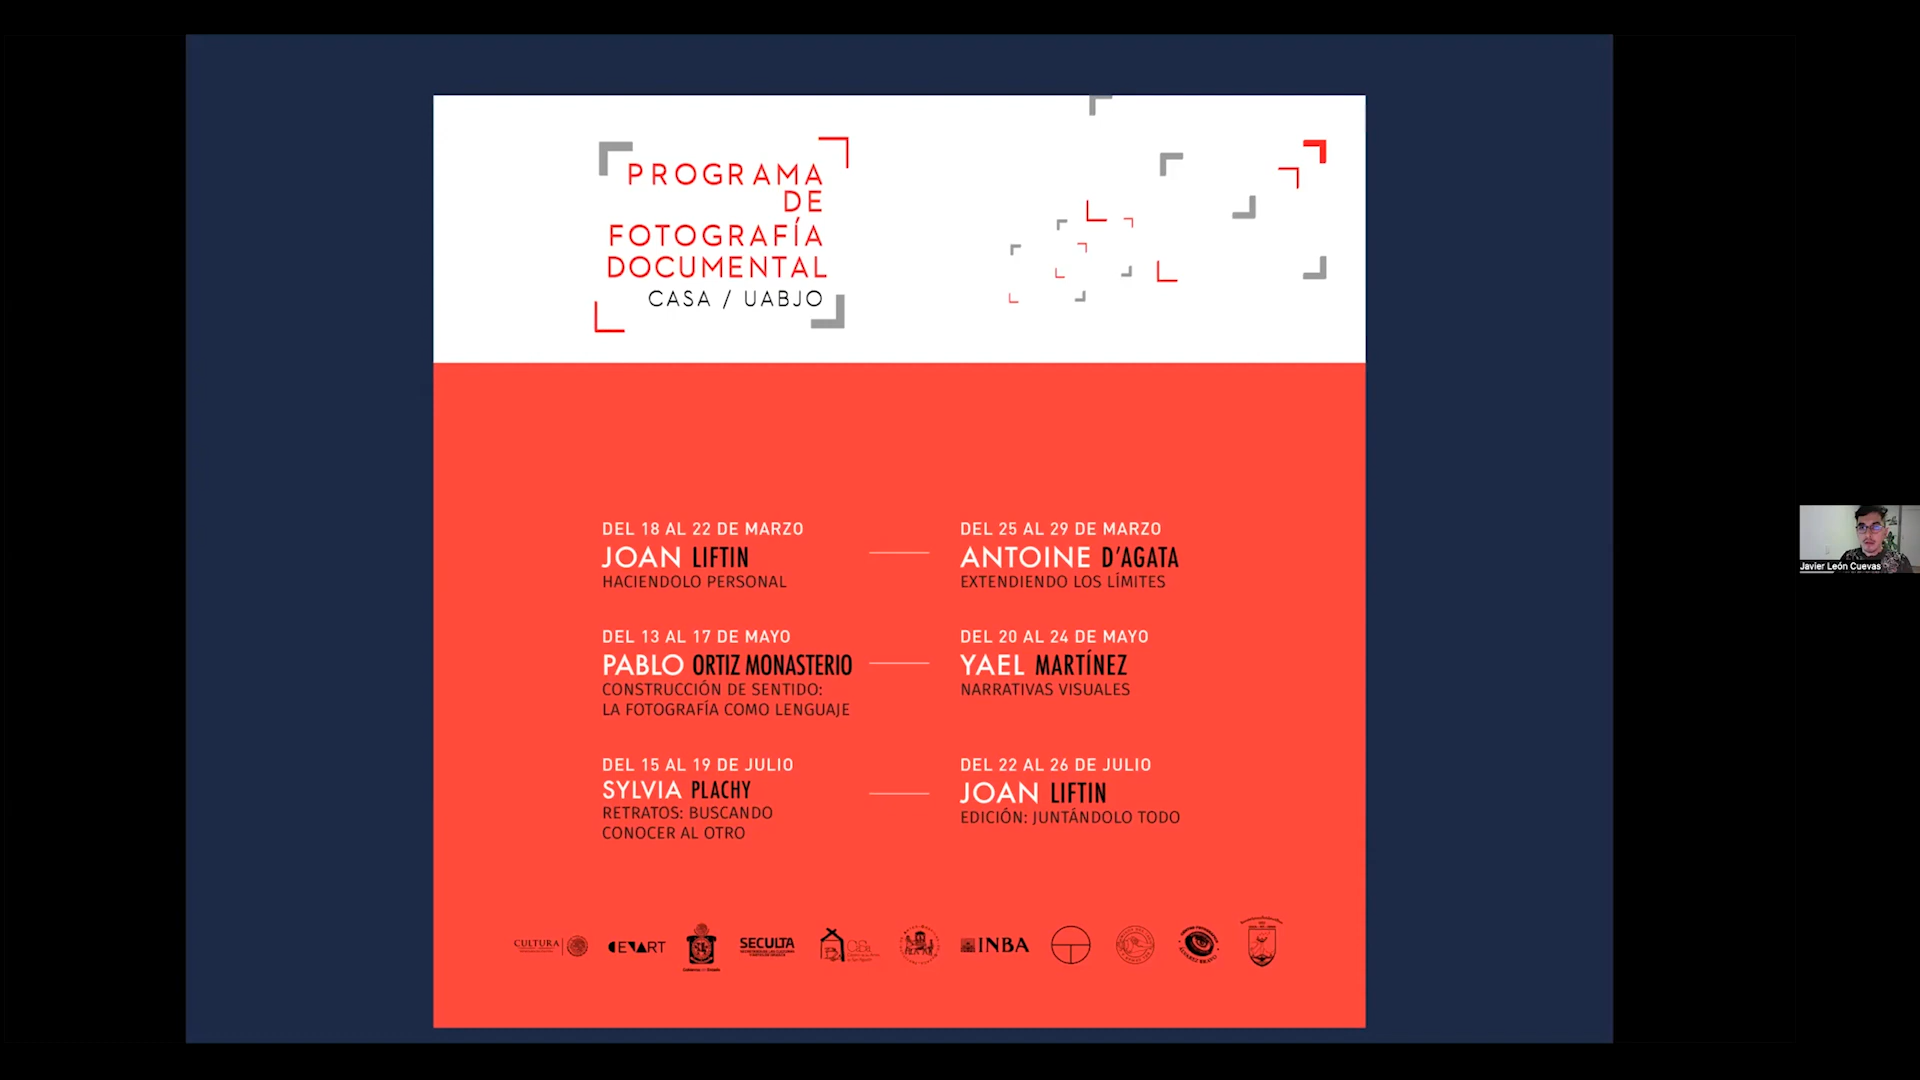 PROGRAMA
DE
FOTOGRAFÍA
DOCUMENTAL
CASA / UABJO
DEL 18 AL 22 DE MARZO
JOAN LIFTIN
HACIENDOLO PERSONAL
DEL 25 AL 29 DE MARZO
ANTOINE D'AGATA
EXTENDIENDO LOS LÍMITES
DEL 13 AL 17 DE MAYO
PABLO ORTIZ MONASTERIO
CONSTRUCCIÓN DE SENTIDO:
LA FOTOGRAFÍA COMO LENGUAJE
DEL 20 AL 24 DE MAYO
YAEL MARTÍNEZ
NARRATIVAS VISUALES
DEL 15 AL 19 DE JULIO
SYLVIA PLACHY
RETRATOS: BUSCANDO
CONOCER AL OTRO
DEL 22 AL 26 DE JULIO
JOAN LIFTIN
EDICIÓN: JUNTÁNDOLO TODO
CULTURA
CENART
SECULTA
CaSa
INBA
ÁLVAREZ BRAVO
Javier León Cuevas